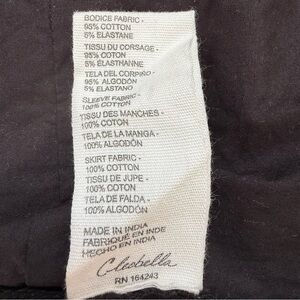 BODICE FABRIC -
95% COTTON
5% ELASTANE
TISSU DU CORSAGE -
95% COTON
5% ÉLASTHANNE
TELA DEL CORPIÑO -
95% ALGODÓN
5% ELASTANO
SLEEVE FABRIC -
100% COTTON
TISSU DES MANCHES -
100% COTON
TELA DE LA MANGA -
100% ALGODÓN
SKIRT FABRIC -
100% COTTON
TISSU DE JUPE -
100% COTON
TELA DE FALDA -
100% ALGODÓN
MADE IN INDIA
FABRIQUÉ EN INDE
HECHO EN INDIA
Cleobella
RN 164243